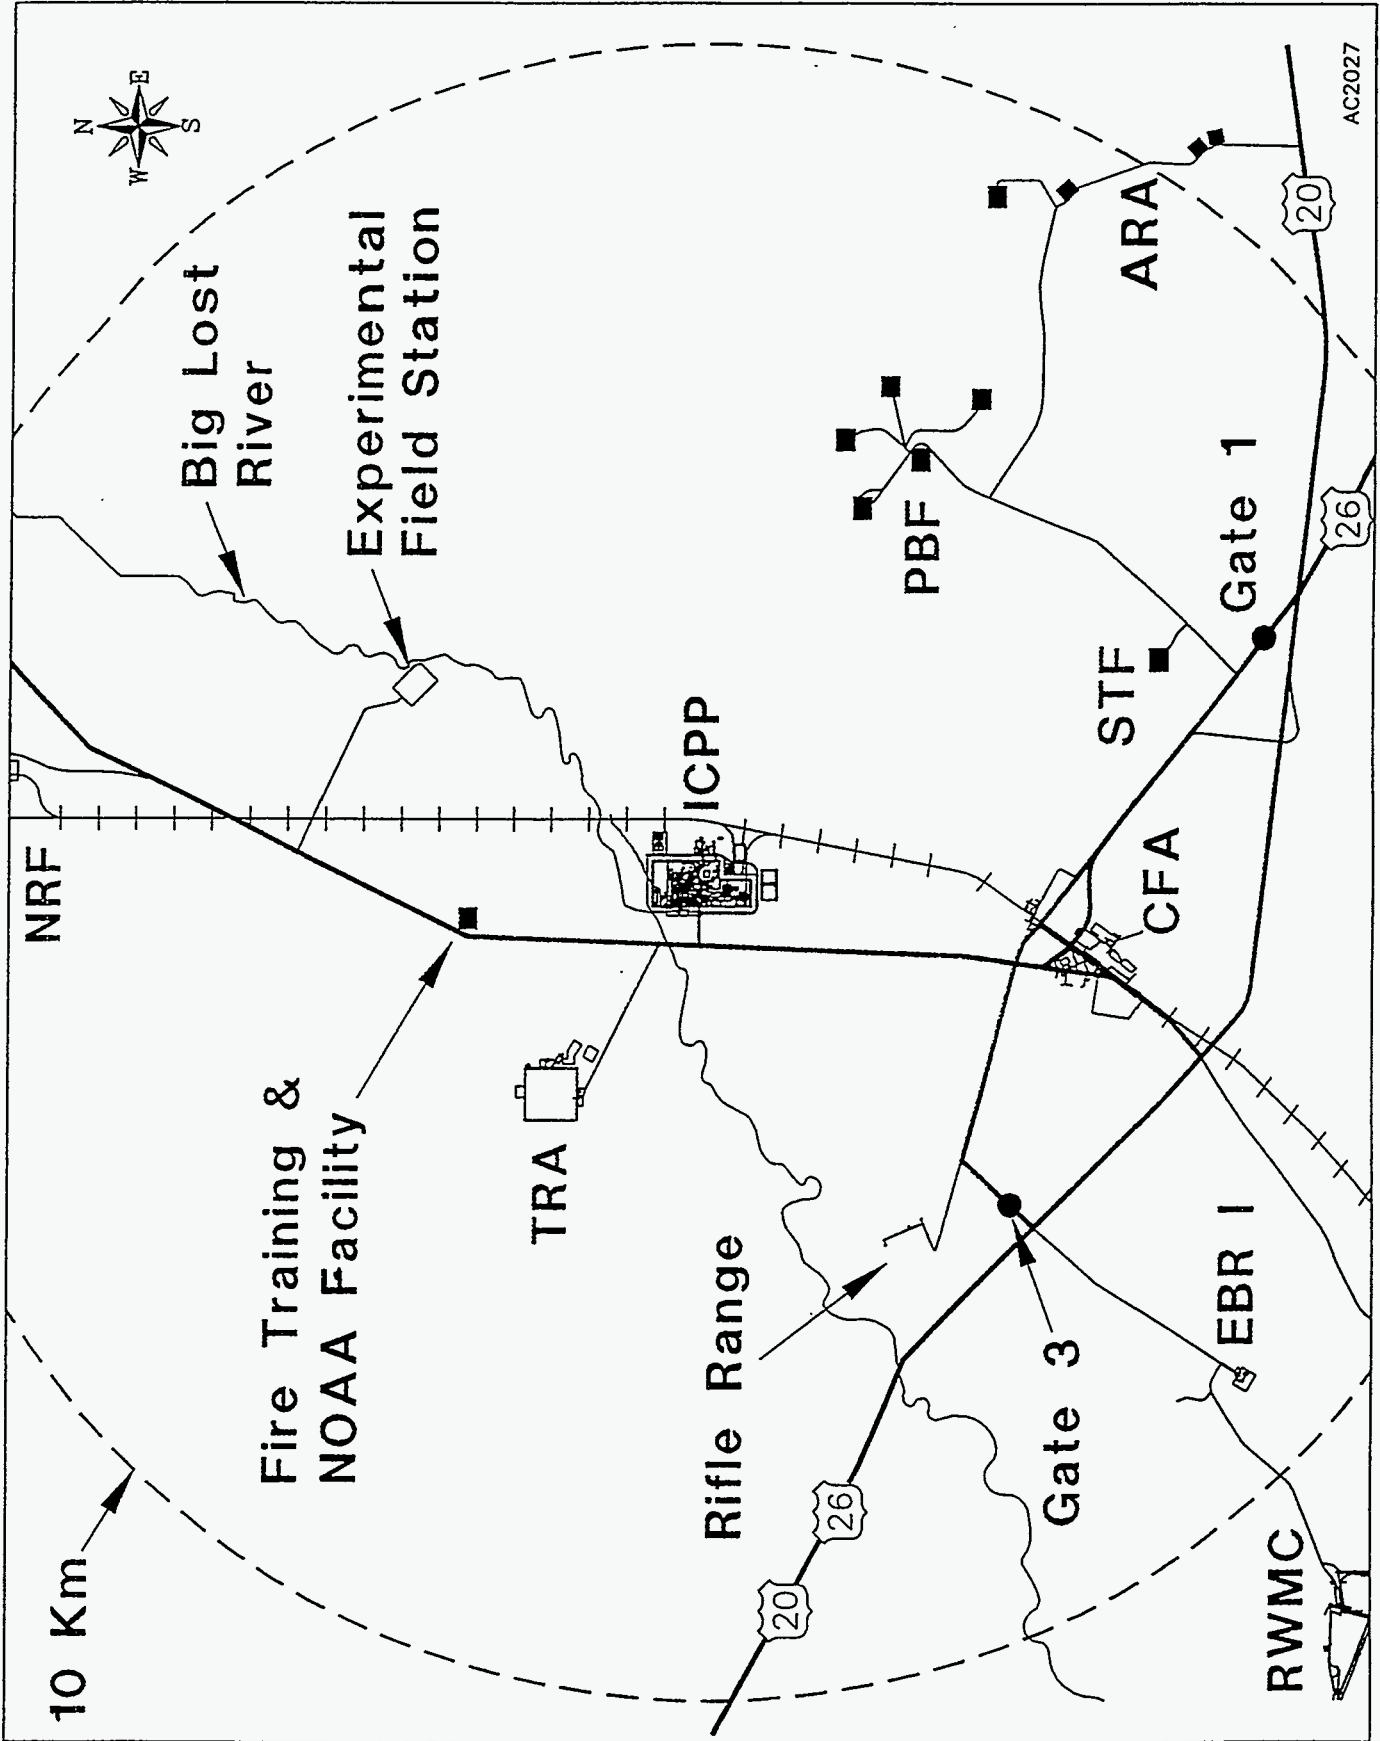 N
E
S
W
10 Km
NRF
Big Lost
River
Experimental
Field Station
Fire Training &
NOAA Facility
TRA
ICPP
Rifle Range
PBF
ARA
STF
Gate 1
CFA
Gate 3
EBR I
RWMC
20
26
20
26
AC2027